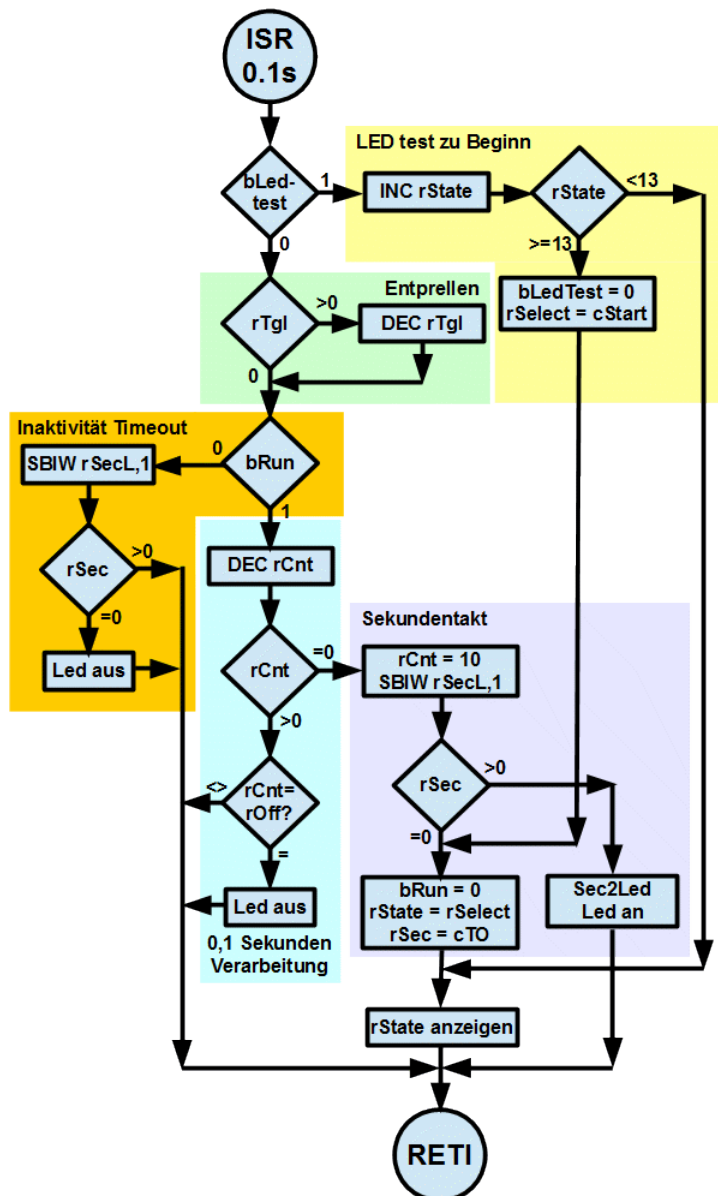 ISR
0.1s
LED test zu Beginn
bLed-
test
1
INC rState
rState
<13
0
>=13
Entprellen
bLedTest = 0
rSelect = cStart
rTgl
>0
DEC rTgl
0
Inaktivität Timeout
SBIW rSecL,1
0
bRun
1
rSec
>0
=0
Led aus
DEC rCnt
rCnt
=0
>0
Sekundentakt
rCnt = 10
SBIW rSecL,1
rSec
>0
=0
<>
rCnt=
rOff?
=
Led aus
0,1 Sekunden
Verarbeitung
bRun = 0
rState = rSelect
rSec = cTO
Sec2Led
Led an
rState anzeigen
RETI